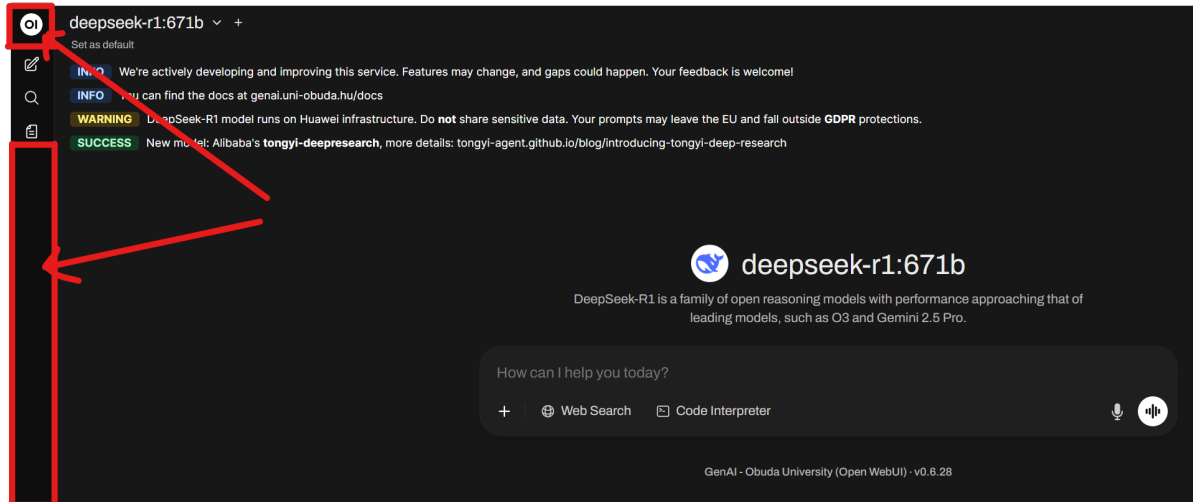 OI
deepseek-r1:671b
Set as default
INFO We're actively developing and improving this service. Features may change, and gaps could happen. Your feedback is welcome!
INFO You can find the docs at genai.uni-obuda.hu/docs
WARNING DeepSeek-R1 model runs on Huawei infrastructure. Do not share sensitive data. Your prompts may leave the EU and fall outside GDPR protections.
SUCCESS New model: Alibaba's tongyi-deepresearch, more details: tongyi-agent.github.io/blog/introducing-tongyi-deep-research
deepseek-r1:671b
DeepSeek-R1 is a family of open reasoning models with performance approaching that of
leading models, such as O3 and Gemini 2.5 Pro.
How can I help you today?
Web Search Code Interpreter
GenAI - Obuda University (Open WebUI) · v0.6.28